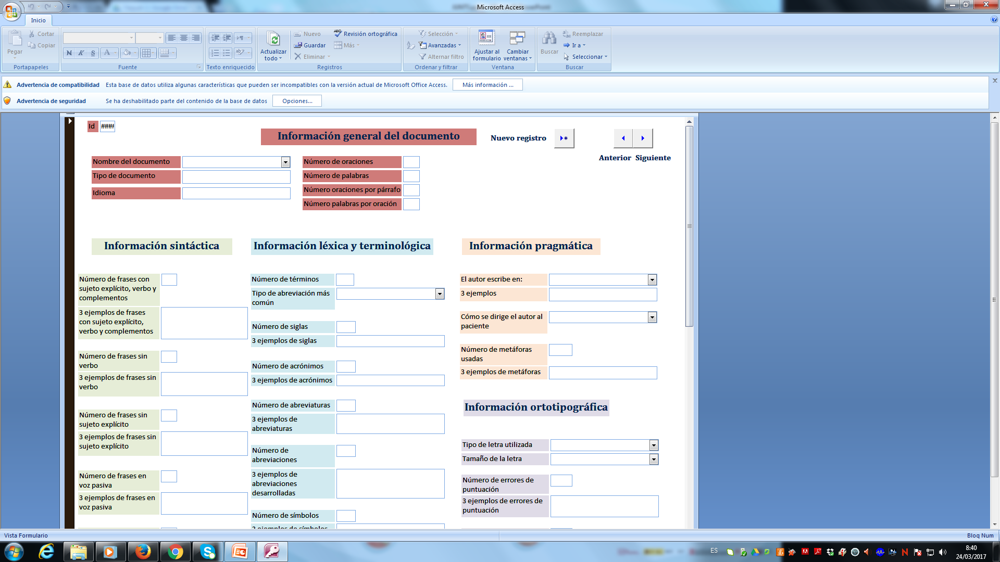 Microsoft Access
Inicio
Pegar
Cortar
Copiar
Portapapeles
N K S
Fuente
Texto enriquecido
Actualizar todo
Nuevo
Guardar
Eliminar
Revisión ortográfica
Más
Registros
Selección
Avanzadas
Alternar filtro
Ordenar y filtrar
Ajustar al formulario
Cambiar ventanas
Ventana
Buscar
Reemplazar
Ir a
Seleccionar
Buscar
Advertencia de compatibilidad Esta base de datos utiliza algunas características que pueden ser incompatibles con la versión actual de Microsoft Office Access. Más información ...
Advertencia de seguridad Se ha deshabilitado parte del contenido de la base de datos Opciones...
Id ####
Información general del documento
Nuevo registro
Anterior Siguiente
Nombre del documento
Tipo de documento
Idioma
Número de oraciones
Número de palabras
Número oraciones por párrafo
Número palabras por oración
Información sintáctica
Número de frases con
sujeto explícito, verbo y
complementos
3 ejemplos de frases
con sujeto explícito,
verbo y complementos
Número de frases sin
verbo
3 ejemplos de frases sin
verbo
Número de frases sin
sujeto explícito
3 ejemplos de frases sin
sujeto explícito
Número de frases en
voz pasiva
3 ejemplos de frases en
voz pasiva
Información léxica y terminológica
Número de términos
Tipo de abreviación más
común
Número de siglas
3 ejemplos de siglas
Número de acrónimos
3 ejemplos de acrónimos
Número de abreviaturas
3 ejemplos de
abreviaturas
Número de
abreviaciones
3 ejemplos de
abreviaciones
desarrolladas
Número de símbolos
3 ejemplos de símbolos
Información pragmática
El autor escribe en:
3 ejemplos
Cómo se dirige el autor al
paciente
Número de metáforas
usadas
3 ejemplos de metáforas
Información ortotipográfica
Tipo de letra utilizada
Tamaño de la letra
Número de errores de
puntuación
3 ejemplos de errores de
puntuación
Vista Formulario
Bloq Num
ES
8:40
24/03/2017